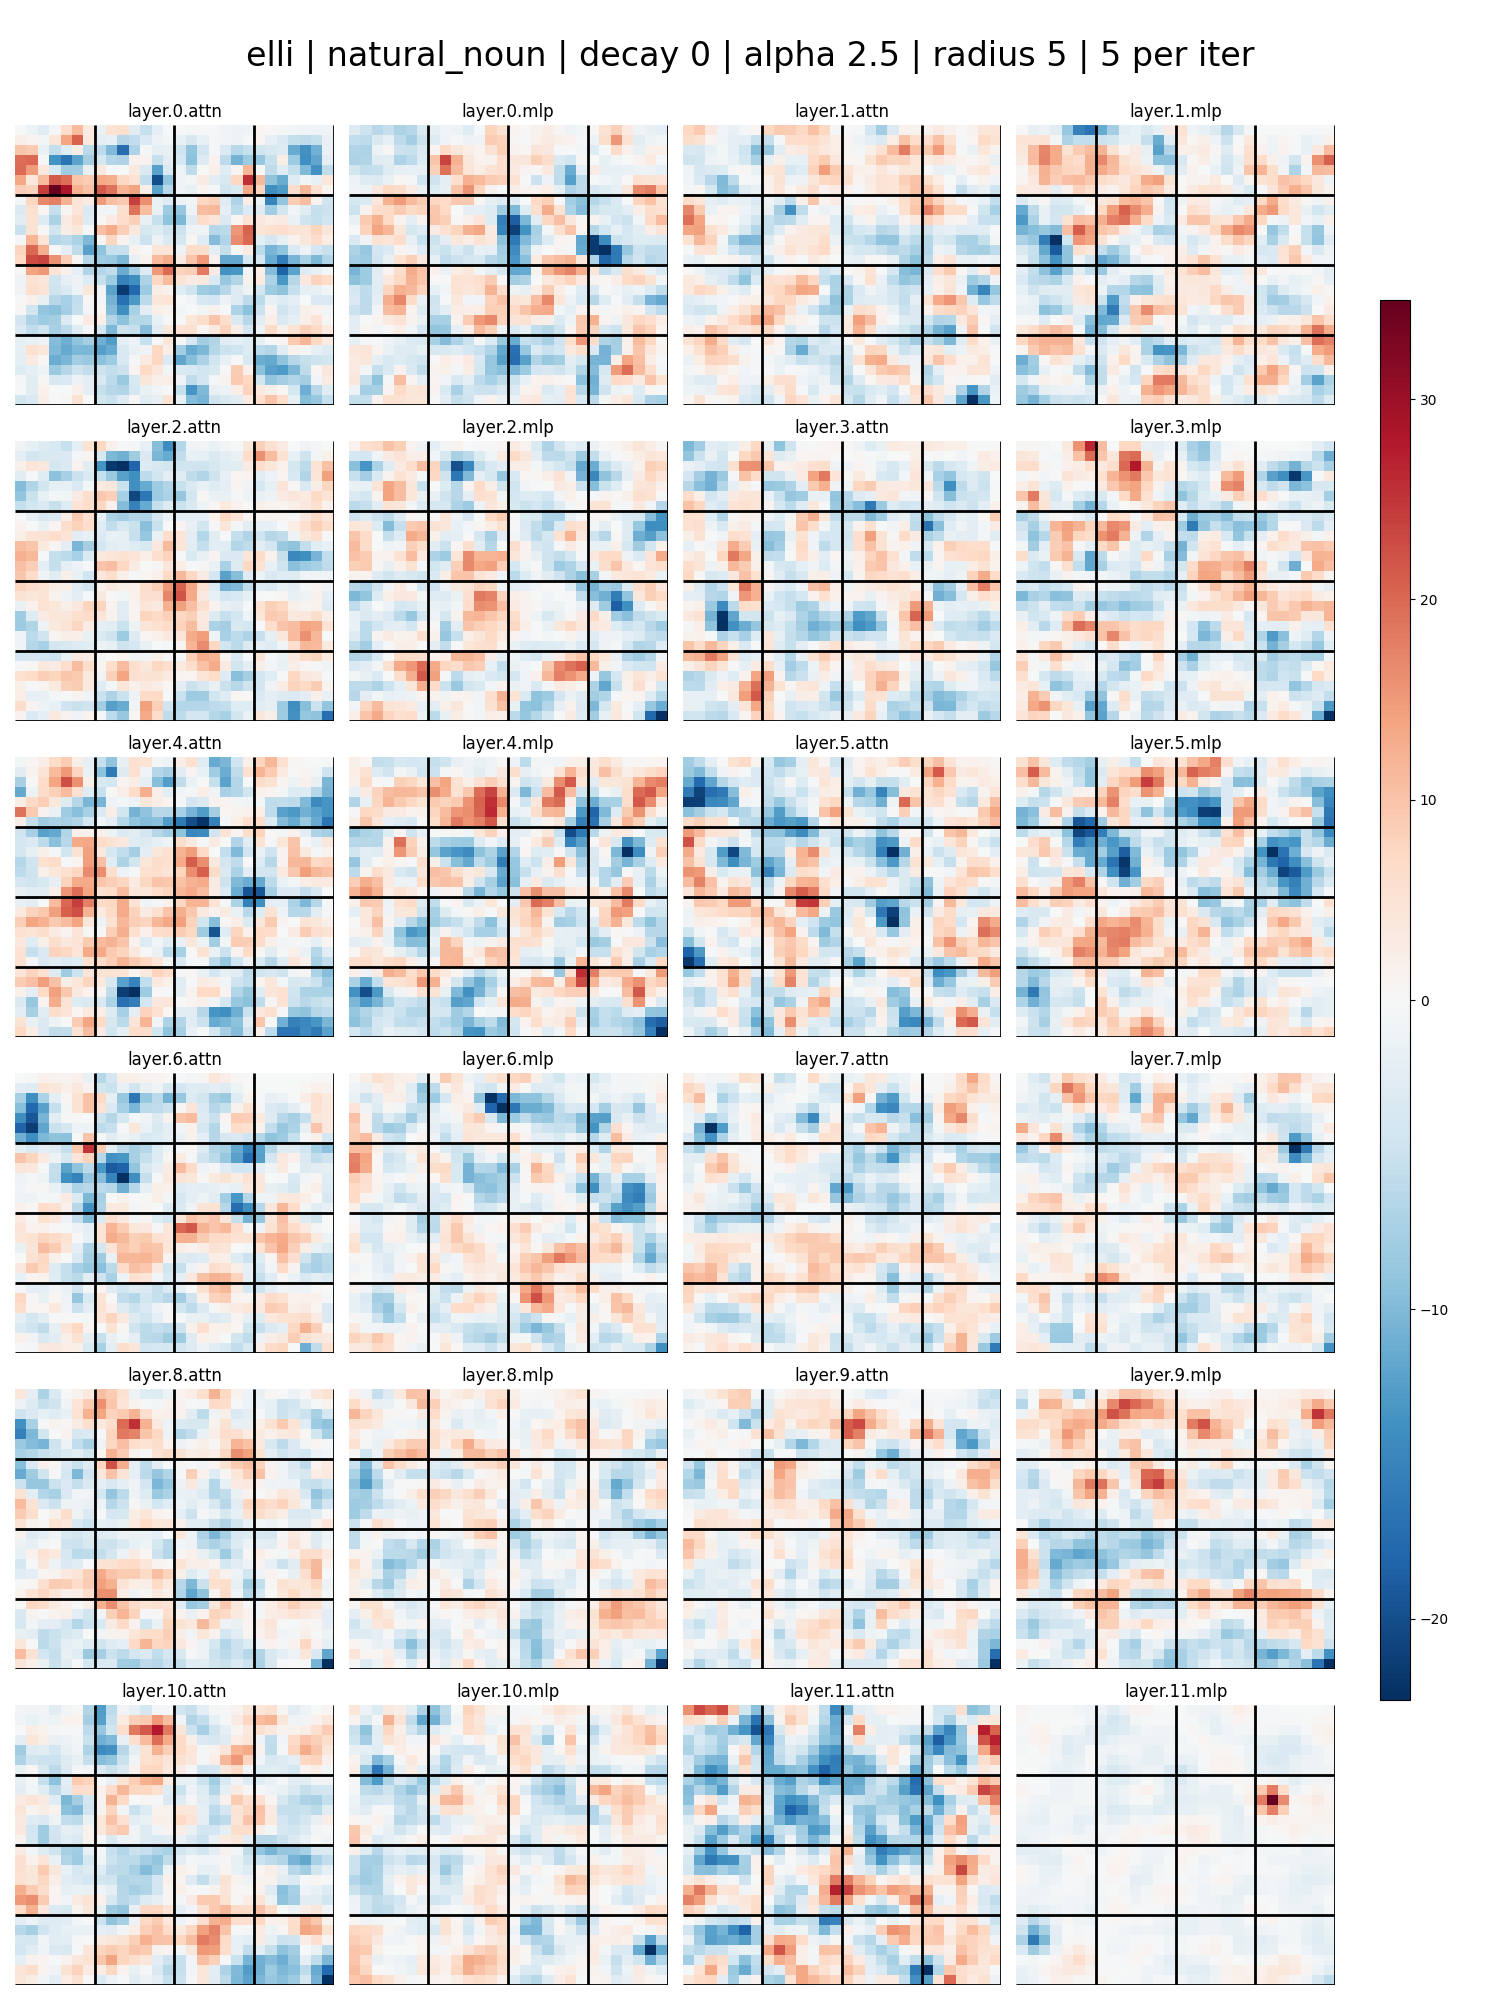 elli | natural_noun | decay 0 | alpha 2.5 | radius 5 | 5 per iter
layer.0.attn
layer.0.mlp
layer.1.attn
layer.1.mlp
layer.2.attn
layer.2.mlp
layer.3.attn
layer.3.mlp
layer.4.attn
layer.4.mlp
layer.5.attn
layer.5.mlp
layer.6.attn
layer.6.mlp
layer.7.attn
layer.7.mlp
layer.8.attn
layer.8.mlp
layer.9.attn
layer.9.mlp
layer.10.attn
layer.10.mlp
layer.11.attn
layer.11.mlp
30
20
10
0
−10
−20